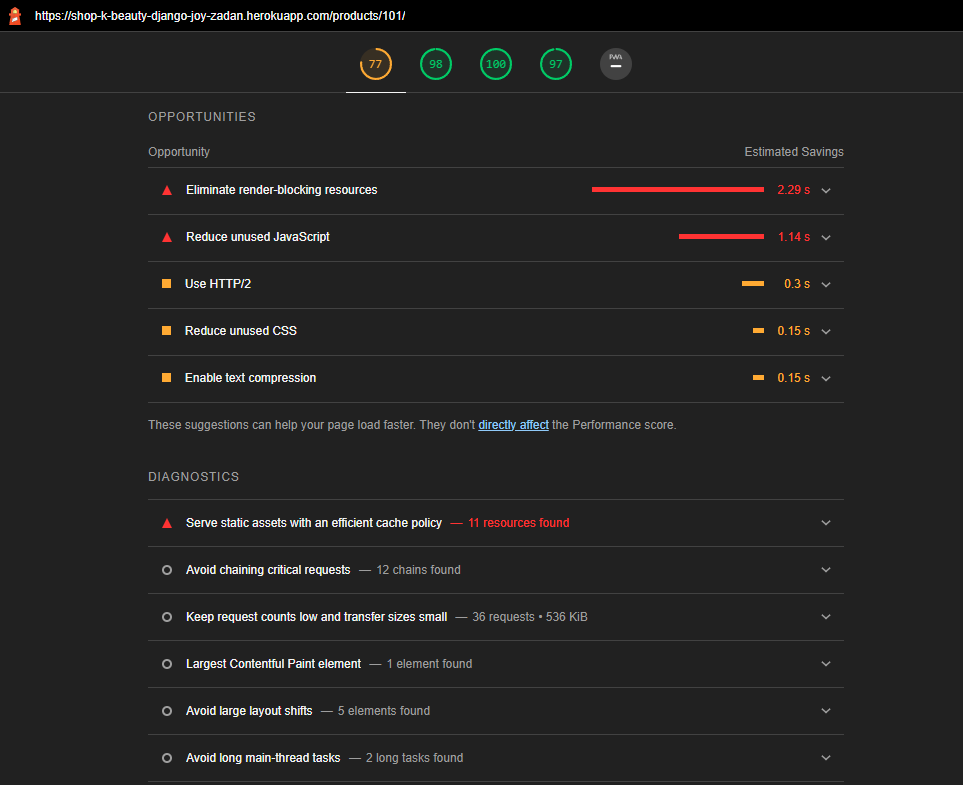 https://shop-k-beauty-django-joy-zadan.herokuapp.com/products/101/
77 98 100 97 PWA
OPPORTUNITIES
Opportunity Estimated Savings
Eliminate render-blocking resources 2.29 s
Reduce unused JavaScript 1.14 s
Use HTTP/2 0.3 s
Reduce unused CSS 0.15 s
Enable text compression 0.15 s
These suggestions can help your page load faster. They don't directly affect the Performance score.
DIAGNOSTICS
Serve static assets with an efficient cache policy — 11 resources found
Avoid chaining critical requests — 12 chains found
Keep request counts low and transfer sizes small — 36 requests • 536 KiB
Largest Contentful Paint element — 1 element found
Avoid large layout shifts — 5 elements found
Avoid long main-thread tasks — 2 long tasks found